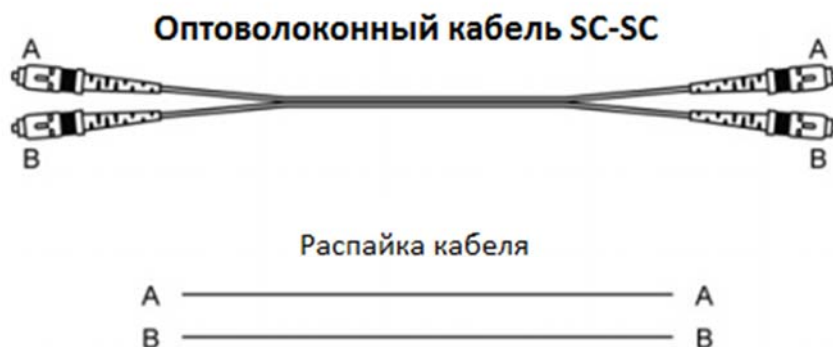 Оптоволоконный кабель SC-SC
A A
B B
Распайка кабеля
A A
B B